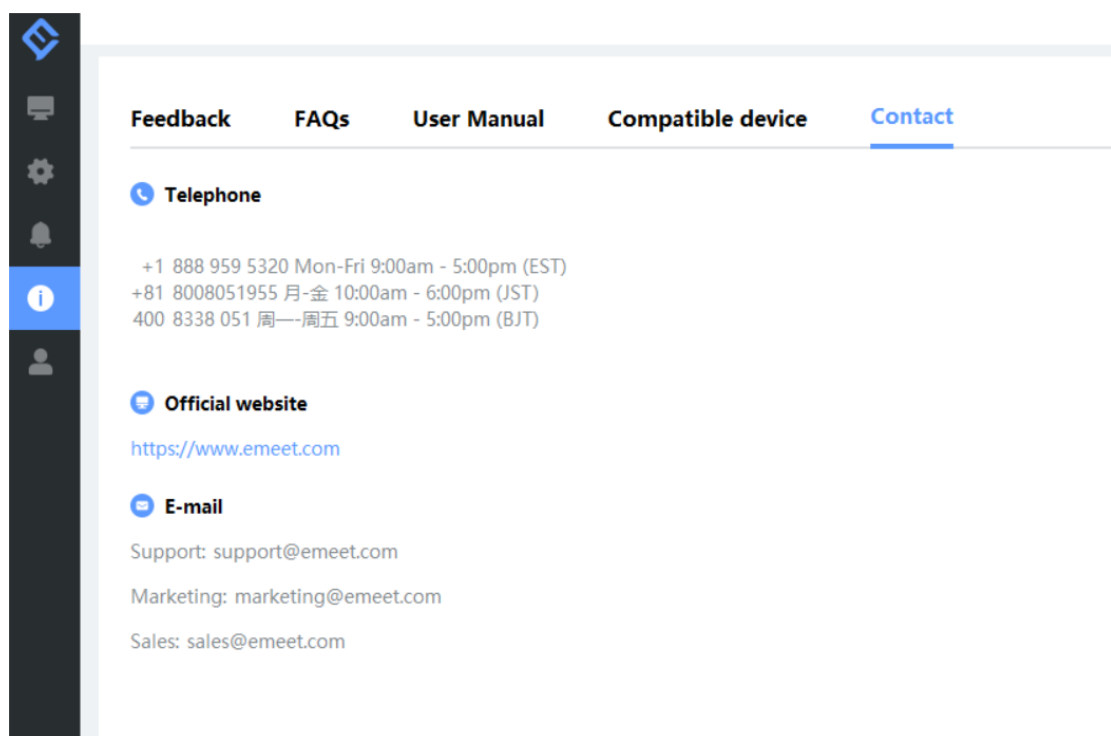 Feedback FAQs User Manual Compatible device Contact
Telephone
+1 888 959 5320 Mon-Fri 9:00am - 5:00pm (EST)
+81 8008051955 月-金 10:00am - 6:00pm (JST)
400 8338 051 周一-周五 9:00am - 5:00pm (BJT)
Official website
https://www.emeet.com
E-mail
Support: support@emeet.com
Marketing: marketing@emeet.com
Sales: sales@emeet.com